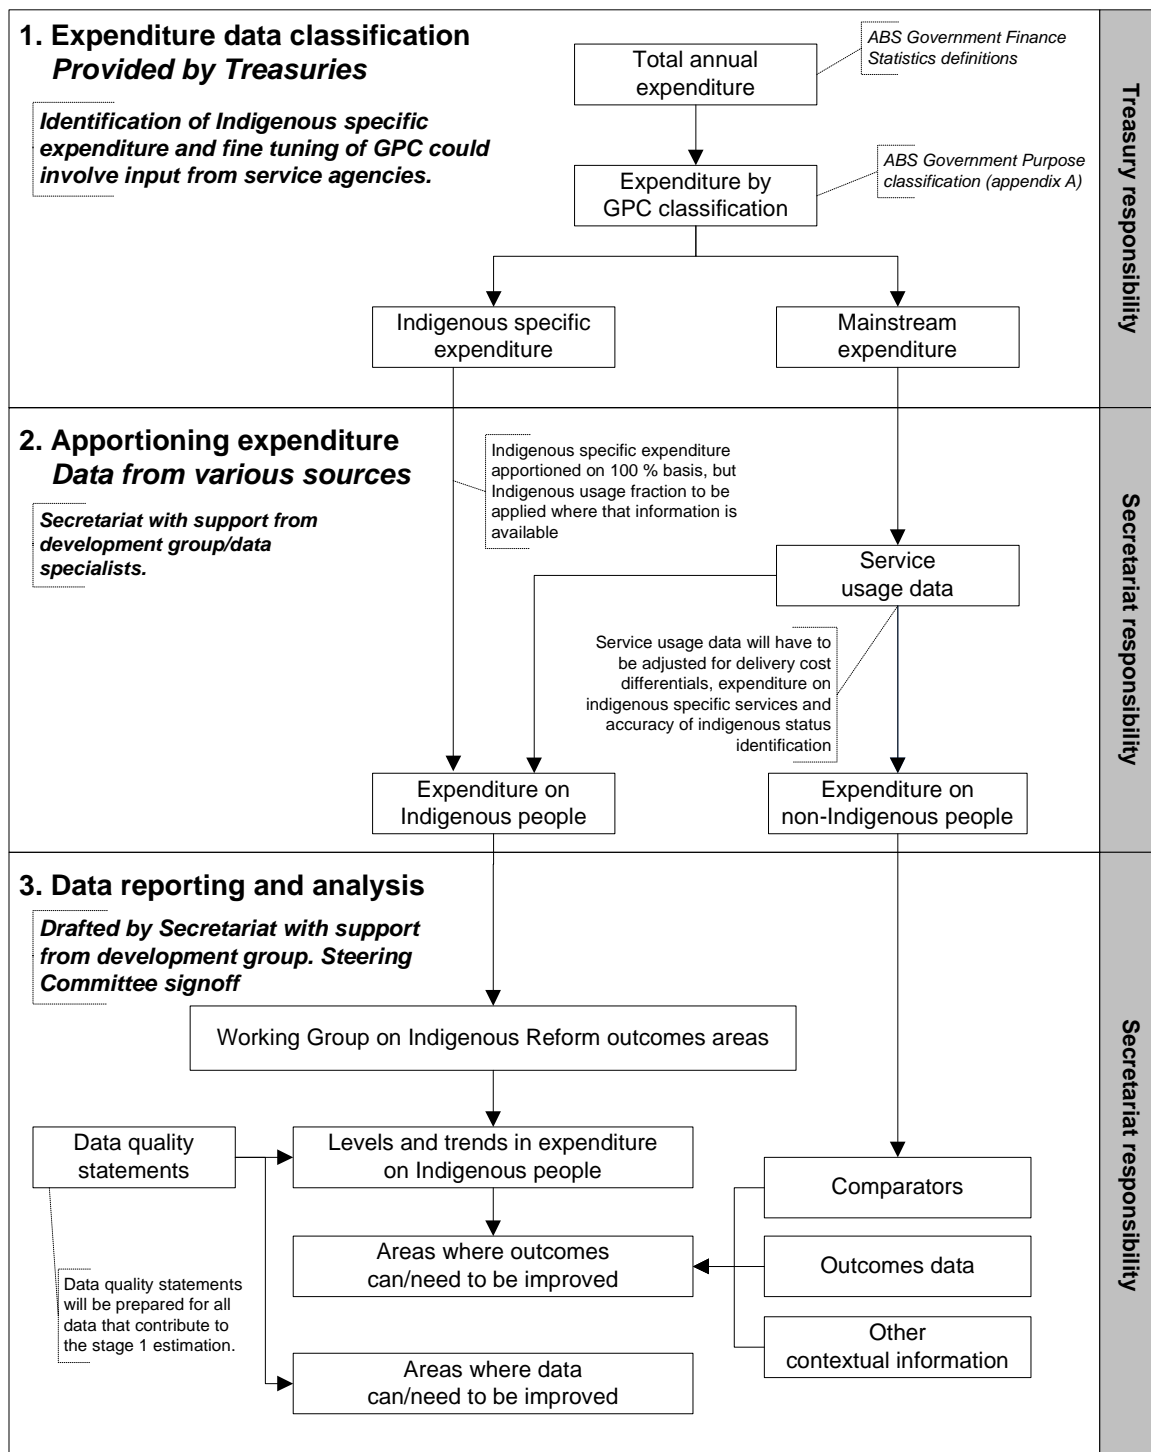 1. Expenditure data classification
Provided by Treasuries
Identification of Indigenous specific
expenditure and fine tuning of GPC could
involve input from service agencies.
Total annual
expenditure
ABS Government Finance
Statistics definitions
Expenditure by
GPC classification
ABS Government Purpose
classification (appendix A)
Indigenous specific
expenditure
Mainstream
expenditure
Treasury responsibility
2. Apportioning expenditure
Data from various sources
Secretariat with support from
development group/data
specialists.
Indigenous specific expenditure
apportioned on 100 % basis, but
Indigenous usage fraction to be
applied where that information is
available
Service
usage data
Service usage data will have to
be adjusted for delivery cost
differentials, expenditure on
indigenous specific services and
accuracy of indigenous status
identification
Expenditure on
Indigenous people
Expenditure on
non-Indigenous people
Secretariat responsibility
3. Data reporting and analysis
Drafted by Secretariat with support
from development group. Steering
Committee signoff
Working Group on Indigenous Reform outcomes areas
Data quality
statements
Levels and trends in expenditure
on Indigenous people
Comparators
Areas where outcomes
can/need to be improved
Outcomes data
Data quality statements
will be prepared for all
data that contribute to
the stage 1 estimation.
Other
contextual information
Areas where data
can/need to be improved
Secretariat responsibility